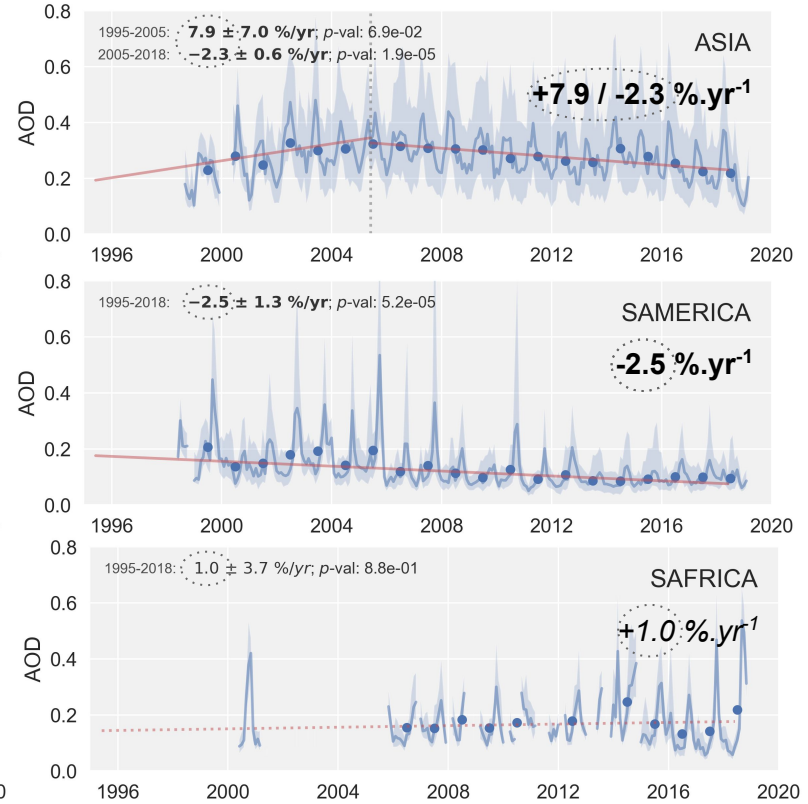 0.8
1995-2005: 7.9 ± 7.0 %/yr; p-val: 6.9e-02
2005-2018: −2.3 ± 0.6 %/yr; p-val: 1.9e-05
ASIA
+7.9 / -2.3 %.yr-1
0.6
0.4
0.2
0.0
AOD
1996 2000 2004 2008 2012 2016 2020
0.8
1995-2018: −2.5 ± 1.3 %/yr; p-val: 5.2e-05
SAMERICA
-2.5 %.yr-1
0.6
0.4
0.2
0.0
AOD
1996 2000 2004 2008 2012 2016 2020
0.8
1995-2018: 1.0 ± 3.7 %/yr; p-val: 8.8e-01
SAFRICA
+1.0 %.yr-1
0.6
0.4
0.2
0.0
AOD
0 1996 2000 2004 2008 2012 2016 2020